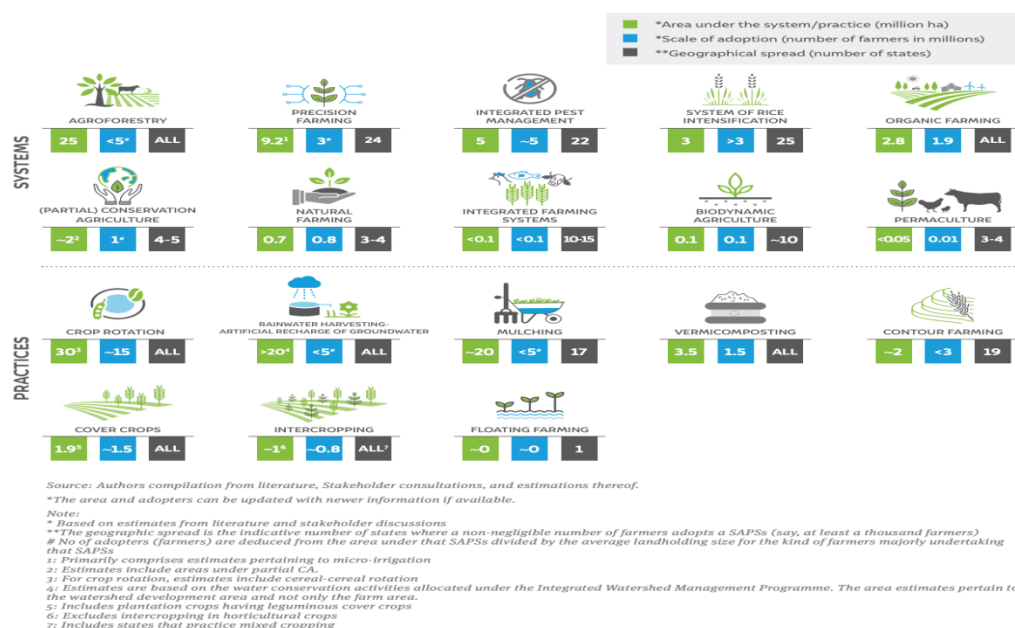 *Area under the system/practice (million ha)
*Scale of adoption (number of farmers in millions)
**Geographical spread (number of states)
SYSTEMS
AGROFORESTRY
25 <5# ALL
PRECISION
FARMING
9.2¹ 3# 24
INTEGRATED PEST
MANAGEMENT
5 ~5 22
SYSTEM OF RICE
INTENSIFICATION
3 >3 25
ORGANIC FARMING
2.8 1.9 ALL
(PARTIAL) CONSERVATION
AGRICULTURE
~2² 1# 4-5
NATURAL
FARMING
0.7 0.8 3-4
INTEGRATED FARMING
SYSTEMS
<0.1 <0.1 10-15
BIODYNAMIC
AGRICULTURE
0.1 0.1 ~10
PERMACULTURE
<0.05 0.01 3-4
PRACTICES
CROP ROTATION
30³ ~15 ALL
RAINWATER HARVESTING-
ARTIFICIAL RECHARGE OF GROUNDWATER
>20⁴ <5# ALL
MULCHING
~20 <5# 17
VERMICOMPOSTING
3.5 1.5 ALL
CONTOUR FARMING
~2 <3 19
COVER CROPS
1.9⁵ ~1.5 ALL
INTERCROPPING
~1⁶ ~0.8 ALL⁷
FLOATING FARMING
~0 ~0 1
Source: Authors compilation from literature, Stakeholder consultations, and estimations thereof.
*The area and adopters can be updated with newer information if available.
Note:
* Based on estimates from literature and stakeholder discussions
**The geographic spread is the indicative number of states where a non-negligible number of farmers adopts a SAPSs (say, at least a thousand farmers)
# No of adopters (farmers) are deduced from the area under that SAPSs divided by the average landholding size for the kind of farmers majorly undertaking
that SAPSs
1: Primarily comprises estimates pertaining to micro-irrigation
2: Estimates include areas under partial CA.
3: For crop rotation, estimates include cereal-cereal rotation
4: Estimates are based on the water conservation activities allocated under the Integrated Watershed Management Programme. The area estimates pertain to
the watershed development area and not only the farm area.
5: Includes plantation crops having leguminous cover crops
6: Excludes intercropping in horticultural crops
7: Includes states that practice mixed cropping